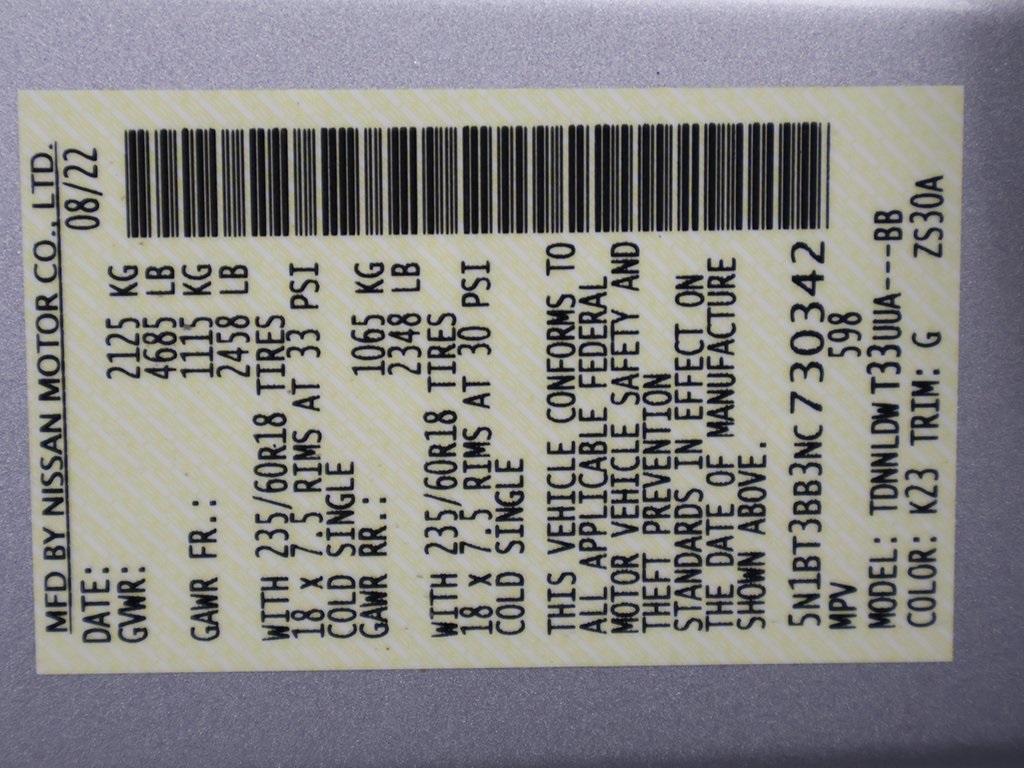 MFD BY NISSAN MOTOR CO., LTD.
DATE: 08/22
GVWR: 2125 KG
4685 LB
GAWR FR.: 1115 KG
2458 LB
WITH 235/60R18 TIRES
18 x 7.5 RIMS AT 33 PSI
COLD SINGLE
GAWR RR.: 1065 KG
2348 LB
WITH 235/60R18 TIRES
18 x 7.5 RIMS AT 30 PSI
COLD SINGLE
THIS VEHICLE CONFORMS TO
ALL APPLICABLE FEDERAL
MOTOR VEHICLE SAFETY AND
THEFT PREVENTION
STANDARDS IN EFFECT ON
THE DATE OF MANUFACTURE
SHOWN ABOVE.
5N1BT3BB3NC730342
MPV 598
MODEL: TDNNLDW T33UUA---BB
COLOR: K23 TRIM: G ZS30A